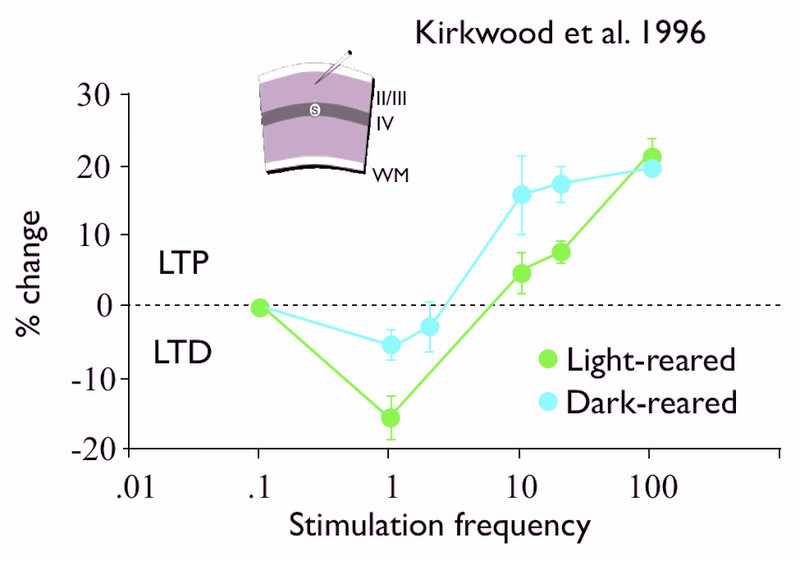 Kirkwood et al. 1996
II/III
S
IV
WM
30
20
10
0
-10
-20
% change
LTP
LTD
Light-reared
Dark-reared
.01
.1
1
10
100
Stimulation frequency